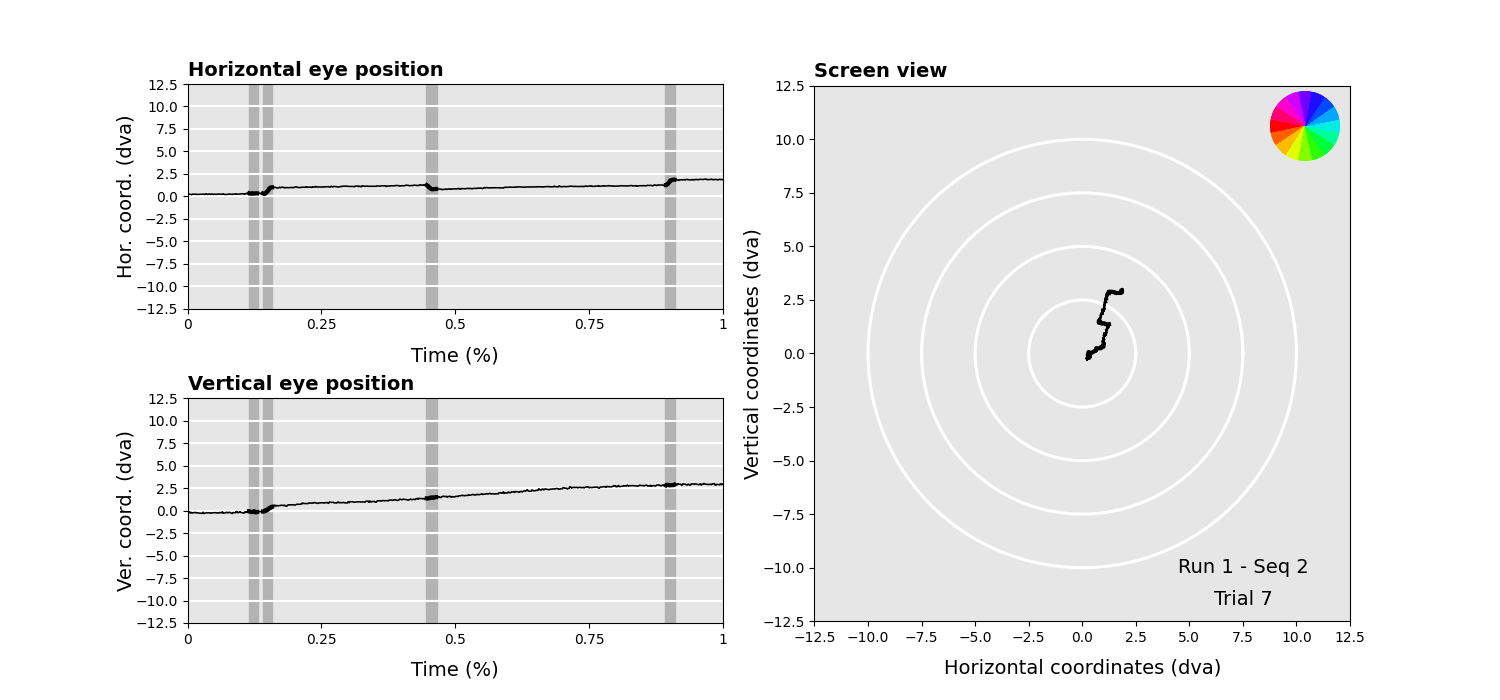 Horizontal eye position
Hor. coord. (dva)
12.5
10.0
7.5
5.0
2.5
0.0
−2.5
−5.0
−7.5
−10.0
−12.5
0 0.25 0.5 0.75 1
Time (%)
Vertical eye position
Ver. coord. (dva)
12.5
10.0
7.5
5.0
2.5
0.0
−2.5
−5.0
−7.5
−10.0
−12.5
0 0.25 0.5 0.75 1
Time (%)
Screen view
Vertical coordinates (dva)
12.5
10.0
7.5
5.0
2.5
0.0
−2.5
−5.0
−7.5
−10.0
−12.5
Run 1 - Seq 2
Trial 7
−12.5 −10.0 −7.5 −5.0 −2.5 0.0 2.5 5.0 7.5 10.0 12.5
Horizontal coordinates (dva)